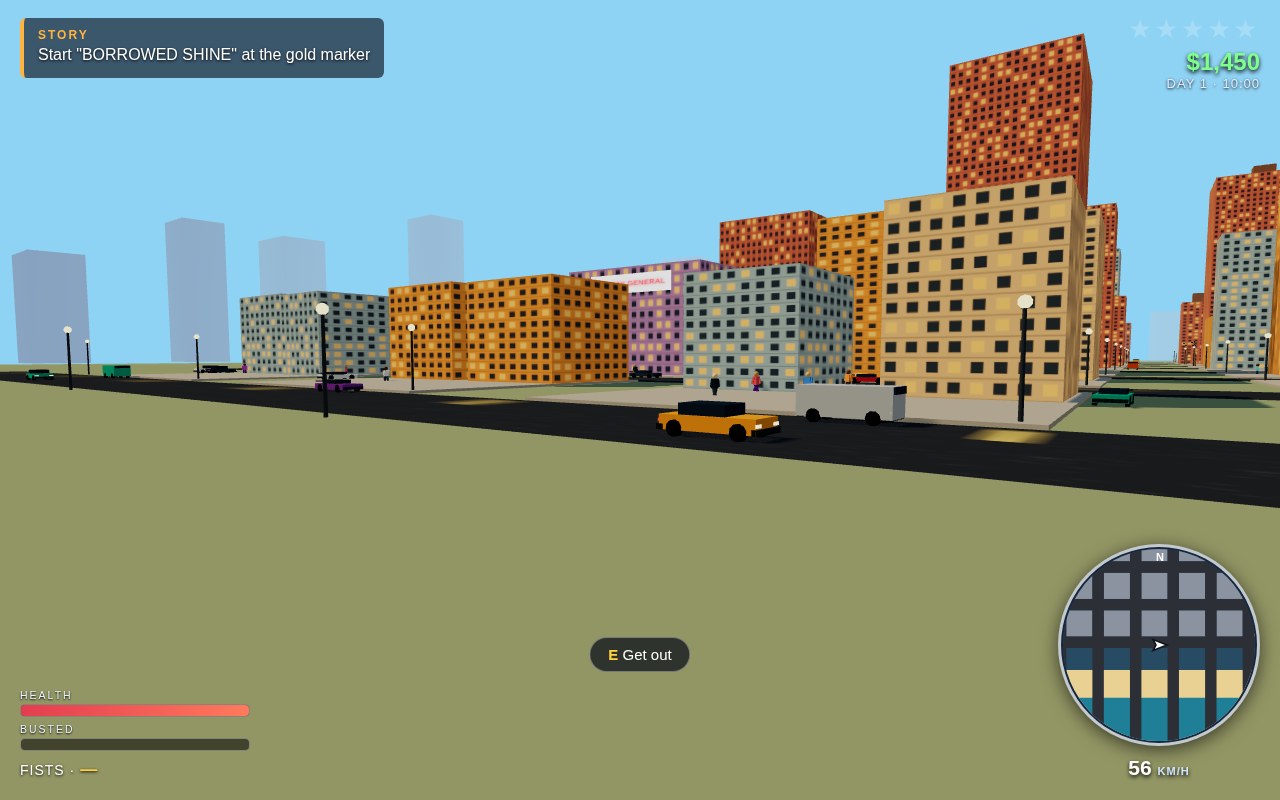 STORY
Start "BORROWED SHINE" at the gold marker
$1,450
DAY 1 · 10:00
GENERAL
N
E Get out
HEALTH
BUSTED
FISTS · —
56 KM/H